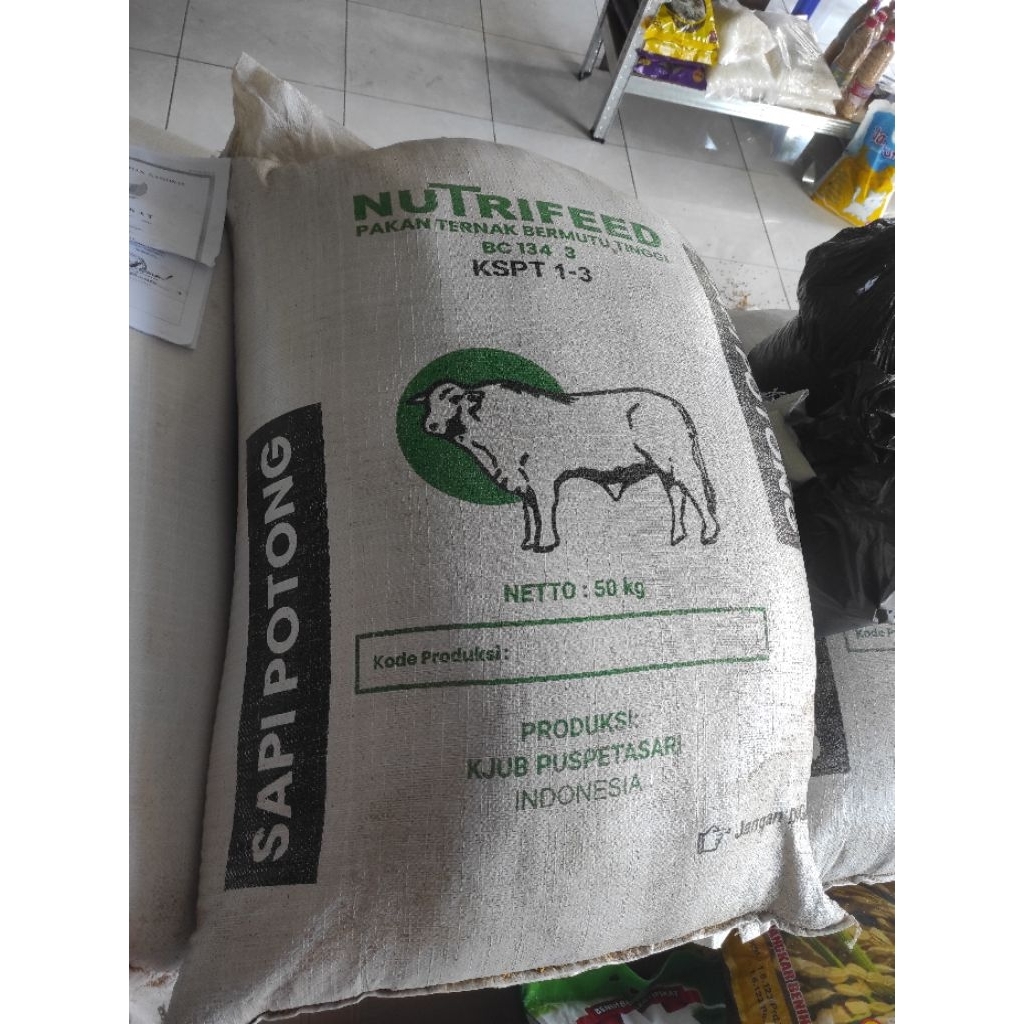 NUTRIFEED
PAKAN TERNAK BERMUTU TINGGI
BC 134 3
KSPT 1-3
SAPI POTONG
NETTO : 50 kg
Kode Produksi :
PRODUKSI:
KJUB PUSPETASARI
INDONESIA
Jangan